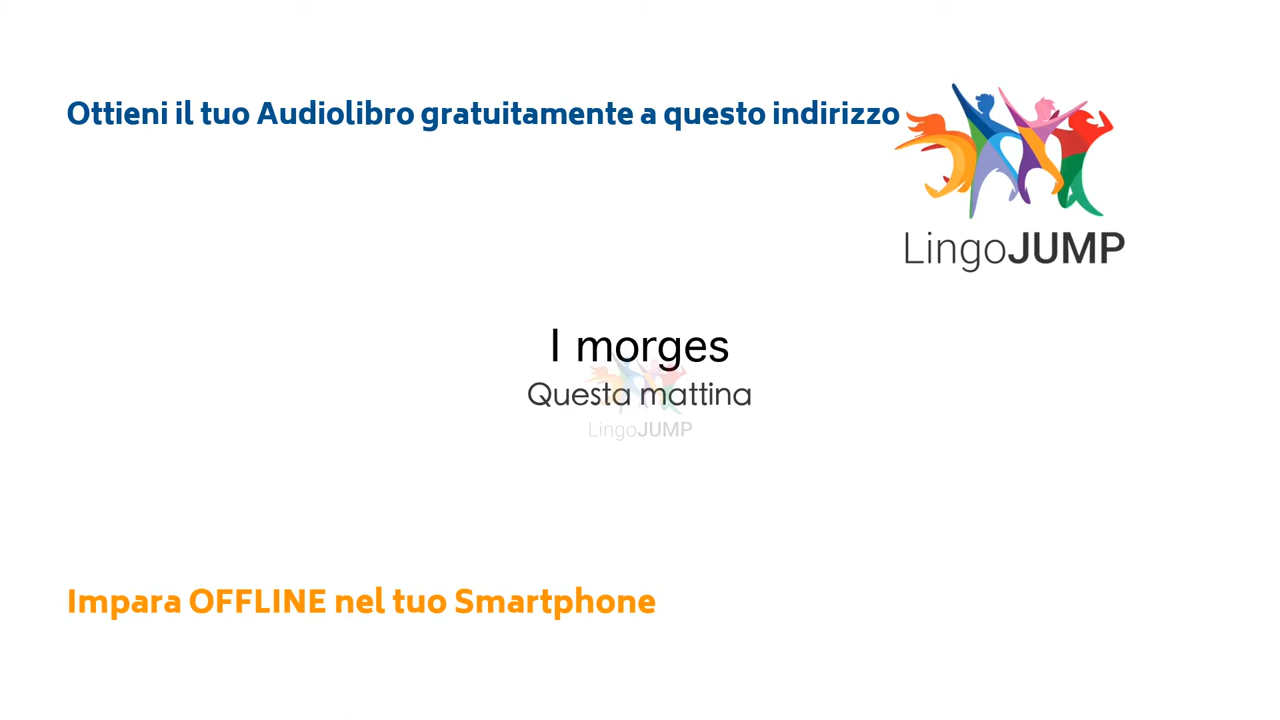 Ottieni il tuo Audiolibro gratuitamente a questo indirizzo
LingoJUMP
I morges
Questa mattina
LingoJUMP
Impara OFFLINE nel tuo Smartphone